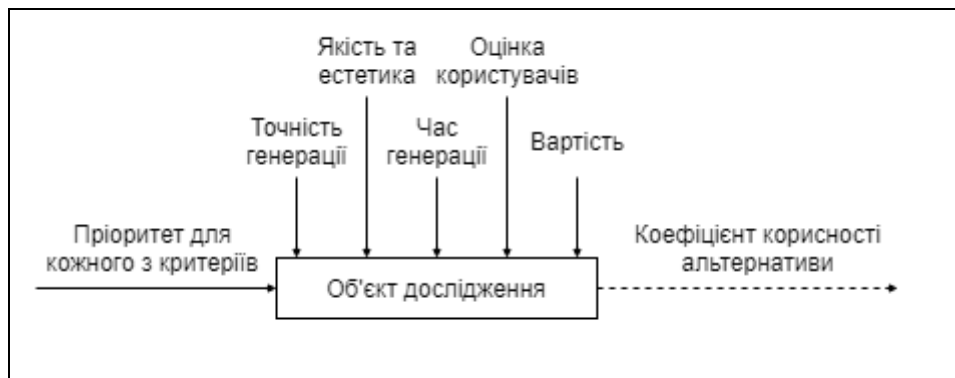 Якість та
естетика
Оцінка
користувачів
Точність
генерації
Час
генерації
Вартість
Пріоритет для
кожного з критеріїв
Об'єкт дослідження
Коефіцієнт корисності
альтернативи